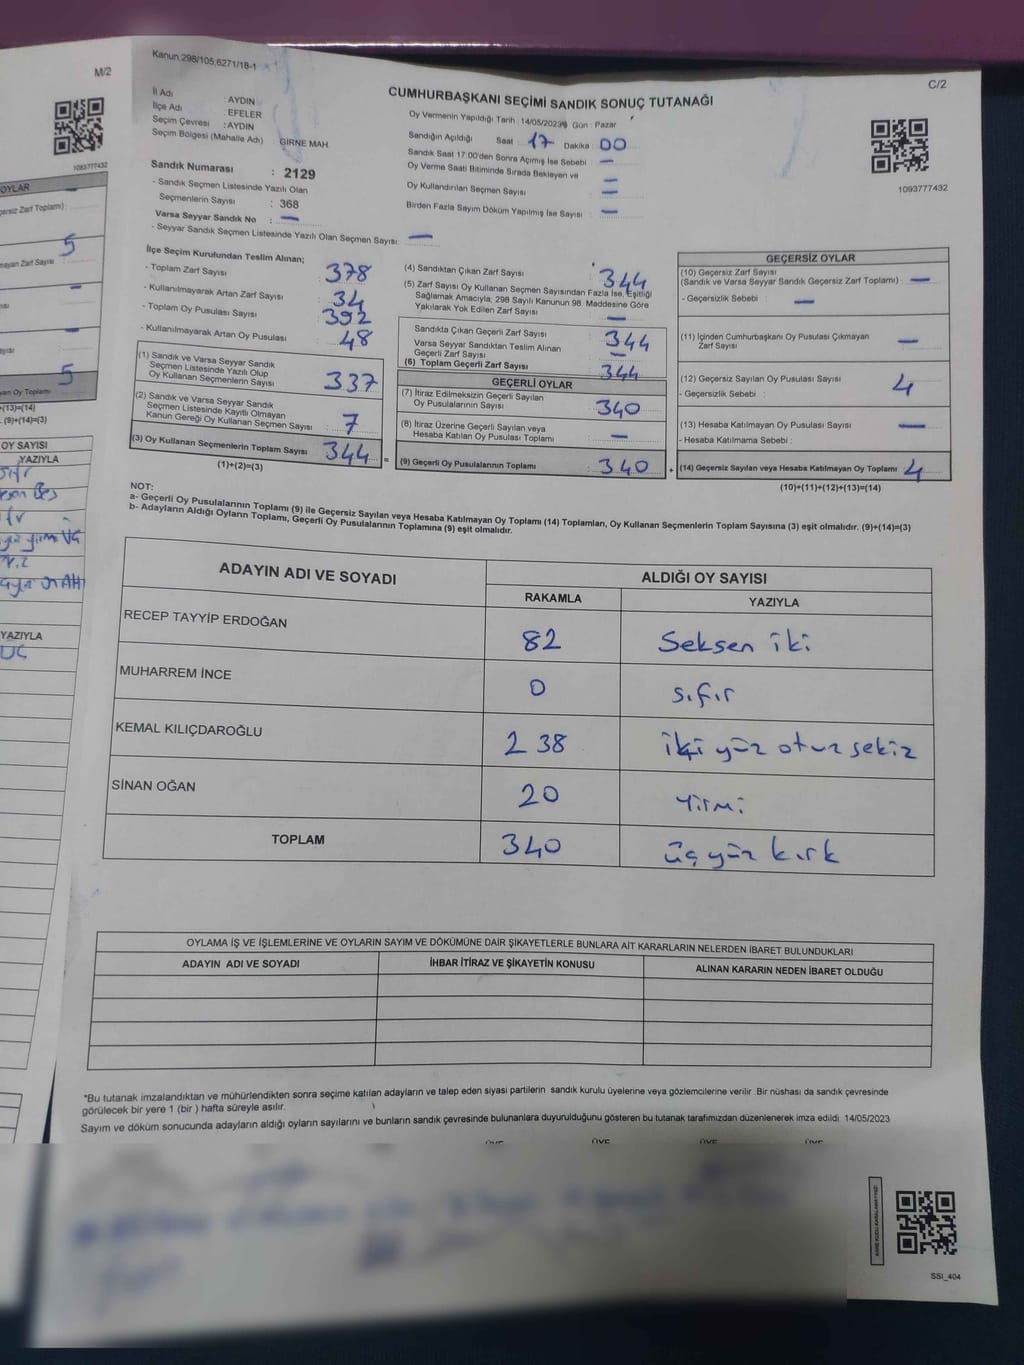 Kanun 298/105,6271/18-1
M/2
C/2
1093777432
1093777432
CUMHURBAŞKANI SEÇİMİ SANDIK SONUÇ TUTANAĞI
İl Adı : AYDIN
İlçe Adı : EFELER
Seçim Çevresi : AYDIN
Seçim Bölgesi (Mahalle Adı) GİRNE MAH.
Sandık Numarası : 2129
- Sandık Seçmen Listesinde Yazılı Olan
Seçmenlerin Sayısı : 368
Varsa Seyyar Sandık No : —
- Seyyar Sandık Seçmen Listesinde Yazılı Olan Seçmen Sayısı: —
Oy Vermenin Yapıldığı Tarih : 14/05/2023 Gün : Pazar
Sandığın Açıldığı Saat 17 Dakika 00
Sandık Saat 17:00'den Sonra Açımış İse Sebebi : —
Oy Verme Saati Bitiminde Sırada Bekleyen ve : —
Oy Kullandırılan Seçmen Sayısı : —
Birden Fazla Sayım Döküm Yapılmış İse Sayısı : —
İlçe Seçim Kurulundan Teslim Alınan;
- Toplam Zarf Sayısı : 378
- Kullanılmayarak Artan Zarf Sayısı : 34
- Toplam Oy Pusulası Sayısı : 392
- Kullanılmayarak Artan Oy Pusulası : 48
(1) Sandık ve Varsa Seyyar Sandık
Seçmen Listesinde Yazılı Olup
Oy Kullanan Seçmenlerin Sayısı : 337
(2) Sandık ve Varsa Seyyar Sandık
Seçmen Listesinde Kayıtlı Olmayan
Kanun Gereği Oy Kullanan Seçmen Sayısı : 7
(3) Oy Kullanan Seçmenlerin Toplam Sayısı : 344
(1)+(2)=(3)
(4) Sandıktan Çıkan Zarf Sayısı : 344
(5) Zarf Sayısı Oy Kullanan Seçmen Sayısından Fazla İse, Eşitliği
Sağlamak Amacıyla, 298 Sayılı Kanunun 98. Maddesine Göre
Yakılarak Yok Edilen Zarf Sayısı : —
Sandıkta Çıkan Geçerli Zarf Sayısı : 344
Varsa Seyyar Sandıktan Teslim Alınan
Geçerli Zarf Sayısı : —
(6) Toplam Geçerli Zarf Sayısı : 344
GEÇERLİ OYLAR
(7) İtiraz Edilmeksizin Geçerli Sayılan
Oy Pusulalarının Sayısı : 340
(8) İtiraz Üzerine Geçerli Sayılan veya
Hesaba Katılan Oy Pusulası Toplamı : —
= (9) Geçerli Oy Pusulalarının Toplamı : 340
GEÇERSİZ OYLAR
(10) Geçersiz Zarf Sayısı
(Sandık ve Varsa Seyyar Sandık Geçersiz Zarf Toplamı) : —
- Geçersizlik Sebebi : —
(11) İçinden Cumhurbaşkanı Oy Pusulası Çıkmayan
Zarf Sayısı : —
(12) Geçersiz Sayılan Oy Pusulası Sayısı : 4
- Geçersizlik Sebebi :
(13) Hesaba Katılmayan Oy Pusulası Sayısı : —
- Hesaba Katılmama Sebebi :
+ (14) Geçersiz Sayılan veya Hesaba Katılmayan Oy Toplamı : 4
(10)+(11)+(12)+(13)=(14)
NOT:
a- Geçerli Oy Pusulalarının Toplamı (9) ile Geçersiz Sayılan veya Hesaba Katılmayan Oy Toplamı (14) Toplamları, Oy Kullanan Seçmenlerin Toplam Sayısına (3) eşit olmalıdır. (9)+(14)=(3)
b- Adayların Aldığı Oyların Toplamı, Geçerli Oy Pusulalarının Toplamına (9) eşit olmalıdır.
ADAYIN ADI VE SOYADI ALDIĞI OY SAYISI
RAKAMLA YAZIYLA
RECEP TAYYİP ERDOĞAN 82 Seksen iki
MUHARREM İNCE 0 sıfır
KEMAL KILIÇDAROĞLU 238 iki yüz otuz sekiz
SİNAN OĞAN 20 Yirmi
TOPLAM 340 üç yüz kırk
OYLAMA İŞ VE İŞLEMLERİNE VE OYLARIN SAYIM VE DÖKÜMÜNE DAİR ŞİKAYETLERLE BUNLARA AİT KARARLARIN NELERDEN İBARET BULUNDUKLARI
ADAYIN ADI VE SOYADI İHBAR İTİRAZ VE ŞİKAYETİN KONUSU ALINAN KARARIN NEDEN İBARET OLDUĞU
*Bu tutanak imzalandıktan ve mühürlendikten sonra seçime katılan adayların ve talep eden siyasi partilerin sandık kurulu üyelerine veya gözlemcilerine verilir. Bir nüshası da sandık çevresinde
görülecek bir yere 1 (bir ) hafta süreyle asılır.
Sayım ve döküm sonucunda adayların aldığı oyların sayılarını ve bunların sandık çevresinde bulunanlara duyurulduğunu gösteren bu tutanak tarafımızdan düzenlenerek imza edildi. 14/05/2023
ÜYE ÜYE ÜYE ÜYE
SSİ_404
OYLAR
5
5
(13)=(14)
(9)+(14)=(3)
OY SAYISI
YAZIYLA
YAZIYLA
ÜÇ